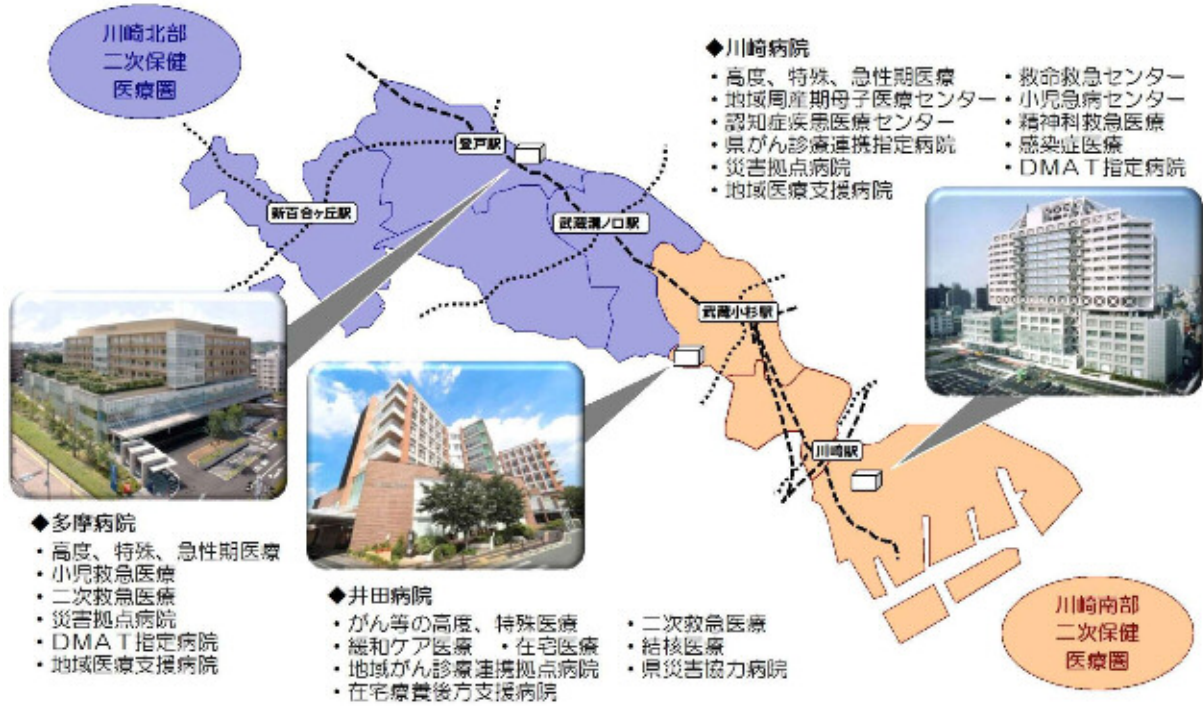 川崎北部
二次保健
医療圏
◆川崎病院
・高度、特殊、急性期医療
・地域周産期母子医療センター
・認知症疾患医療センター
・県がん診療連携指定病院
・災害拠点病院
・地域医療支援病院
・救命救急センター
・小児急病センター
・精神科救急医療
・感染症医療
・DMAT指定病院
登戸駅
新百合ヶ丘駅
武蔵溝ノ口駅
武蔵小杉駅
川崎駅
◆多摩病院
・高度、特殊、急性期医療
・小児救急医療
・二次救急医療
・災害拠点病院
・DMAT指定病院
・地域医療支援病院
◆井田病院
・がん等の高度、特殊医療
・緩和ケア医療 ・在宅医療
・地域がん診療連携拠点病院
・在宅療養後方支援病院
・二次救急医療
・結核医療
・県災害協力病院
川崎南部
二次保健
医療圏